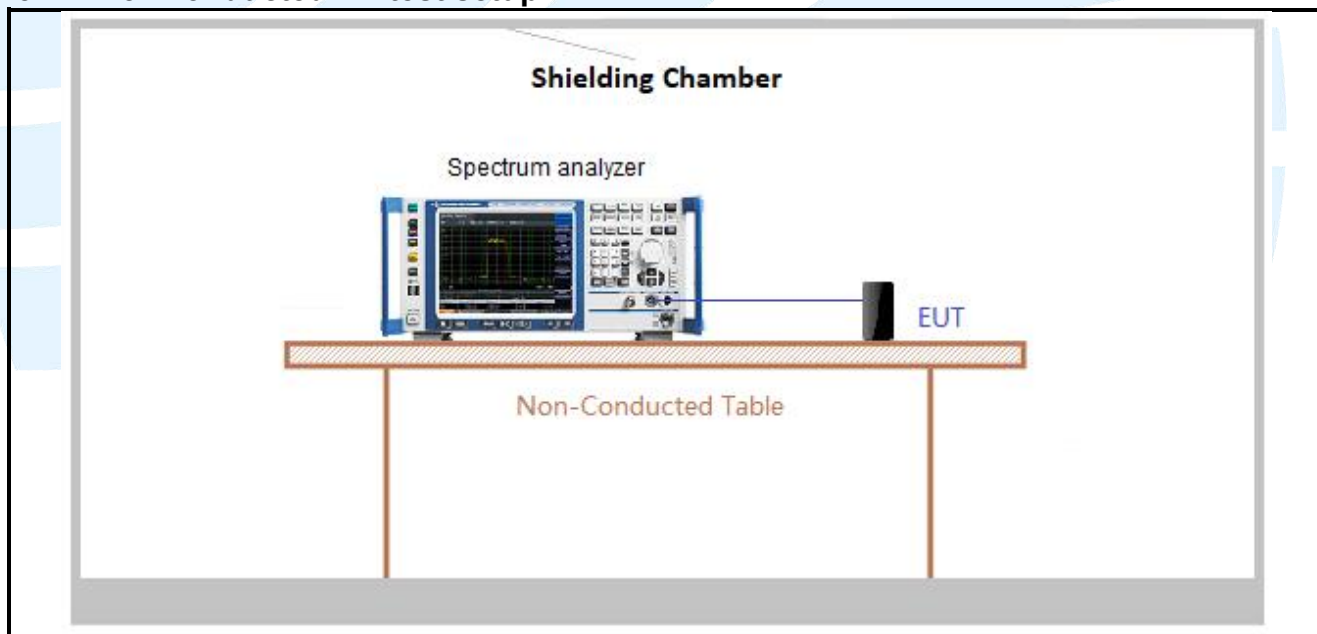 Shielding Chamber
Spectrum analyzer
EUT
Non-Conducted Table